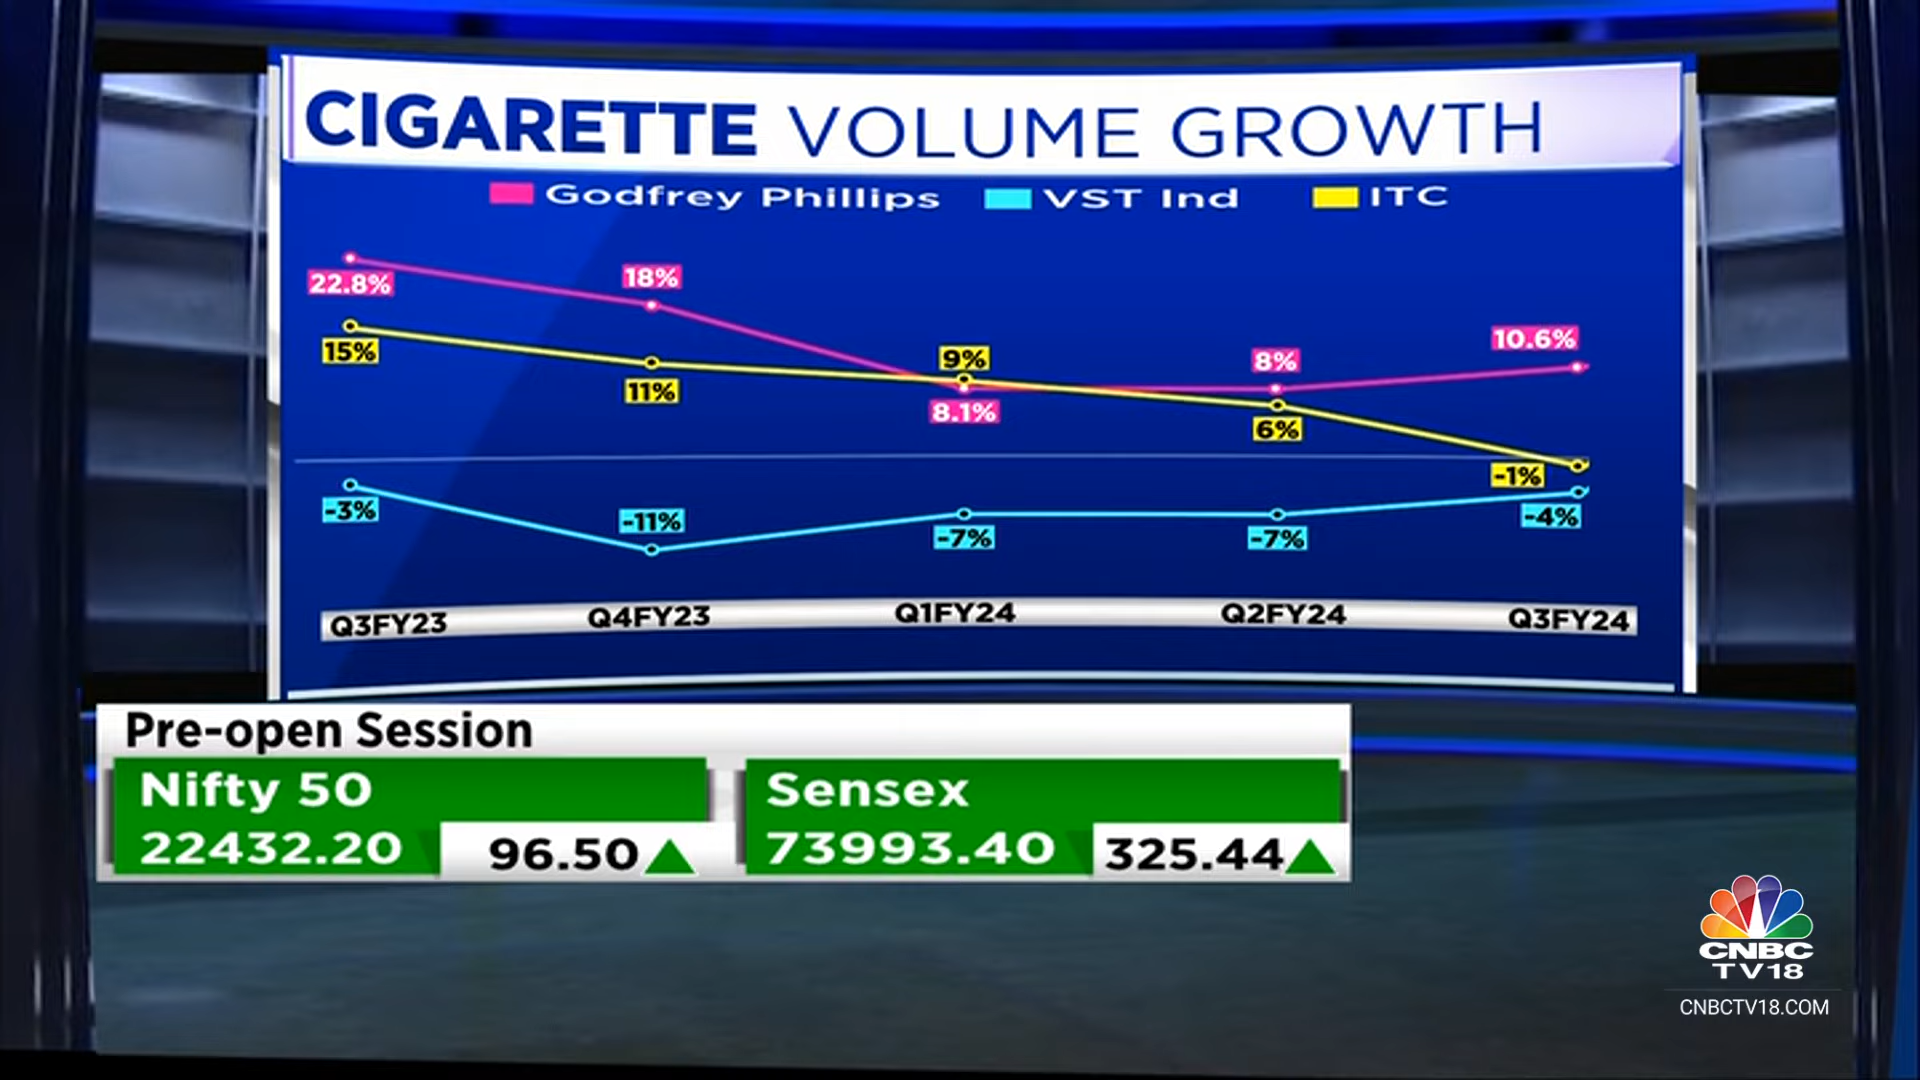 CIGARETTE VOLUME GROWTH
Godfrey Phillips VST Ind ITC
22.8% 18% 9% 8% 10.6%
15% 11% 8.1% 6% -1%
-3% -11% -7% -7% -4%
Q3FY23 Q4FY23 Q1FY24 Q2FY24 Q3FY24
Pre-open Session
Nifty 50
22432.20 96.50
Sensex
73993.40 325.44
CNBC
TV18
CNBCTV18.COM